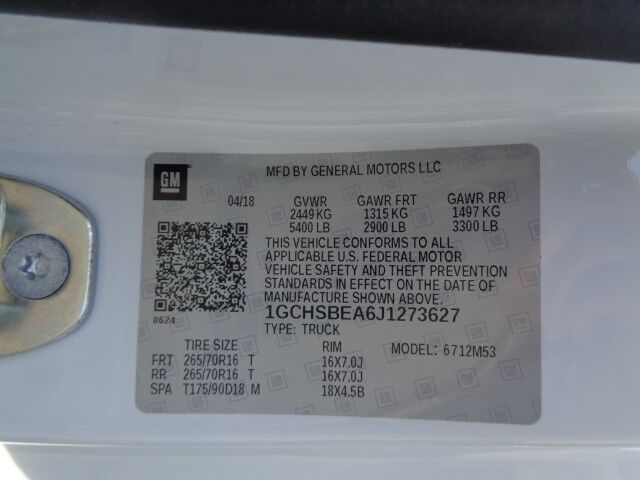 GM
MFD BY GENERAL MOTORS LLC
04/18 GVWR GAWR FRT GAWR RR
2449 KG 1315 KG 1497 KG
5400 LB 2900 LB 3300 LB
THIS VEHICLE CONFORMS TO ALL
APPLICABLE U.S. FEDERAL MOTOR
VEHICLE SAFETY AND THEFT PREVENTION
STANDARDS IN EFFECT ON THE DATE OF
MANUFACTURE SHOWN ABOVE.
8624
1GCHSBEA6J1273627
TYPE: TRUCK
TIRE SIZE RIM MODEL: 6712M53
FRT 265/70R16 T 16X7.0J
RR 265/70R16 T 16X7.0J
SPA T175/90D18 M 18X4.5B